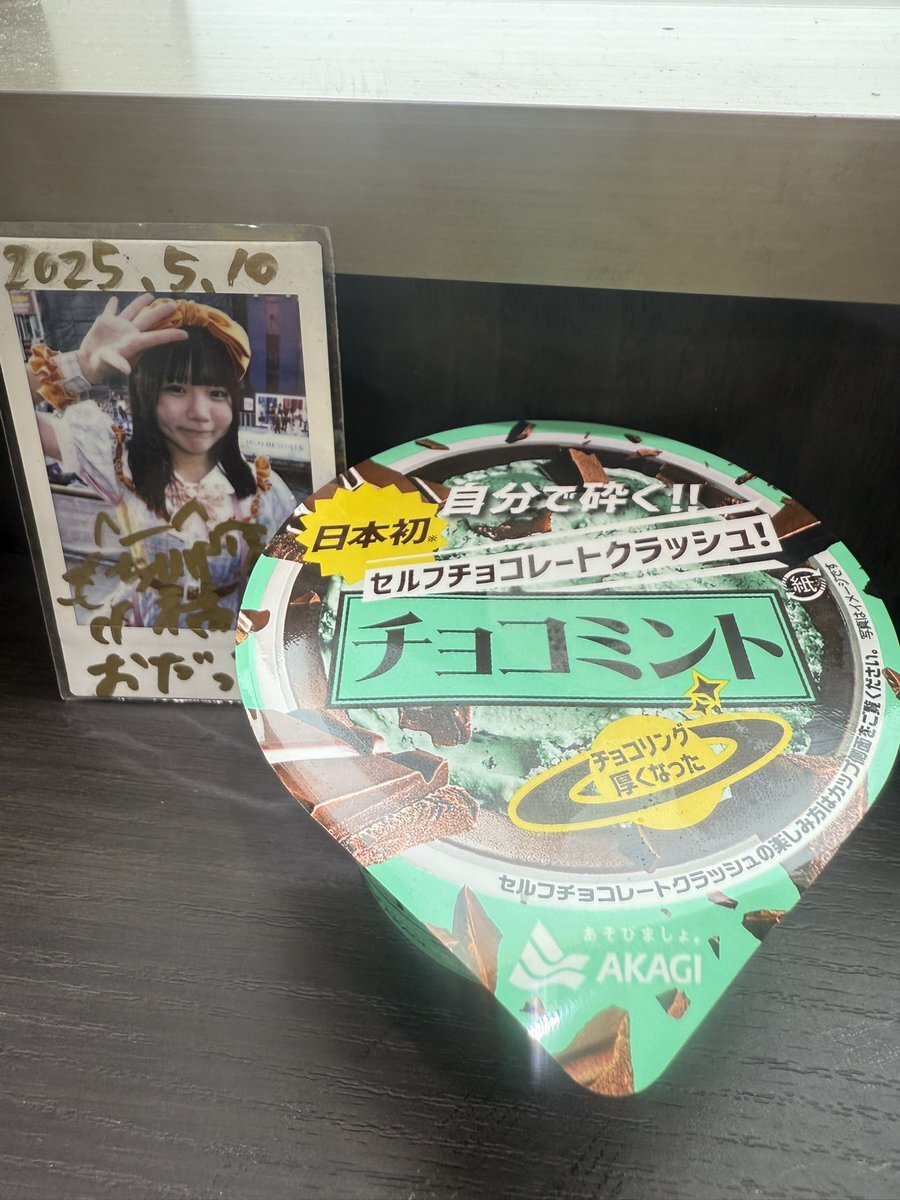 2025.5.10
おだっ
自分で砕く!!
日本初※
セルフチョコレートクラッシュ!
チョコミント
チョコリング
厚くなった
セルフチョコレートクラッシュの楽しみ方はカップ側面をご覧ください。 写真はイメージです
あそびましょ。
AKAGI